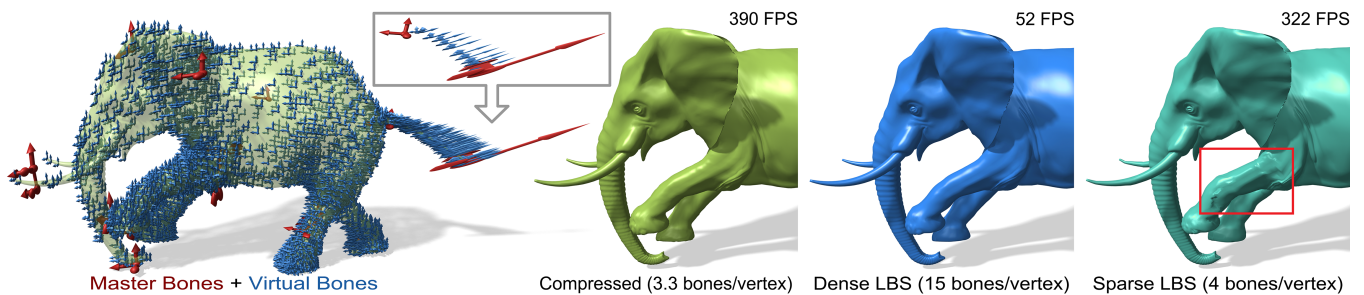 390 FPS
52 FPS
322 FPS
Master Bones + Virtual Bones
Compressed (3.3 bones/vertex)
Dense LBS (15 bones/vertex)
Sparse LBS (4 bones/vertex)